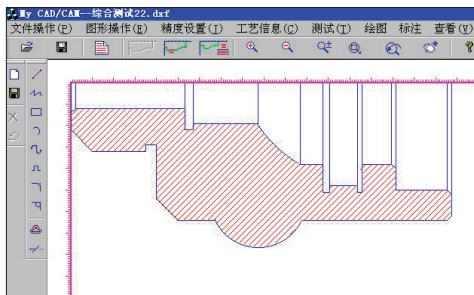 My CAD/CAM--综合测试22.dxf
文件操作(P) 图形操作(E) 精度设置(I) 工艺信息(C) 测试(T) 绘图 标注 查看(V)